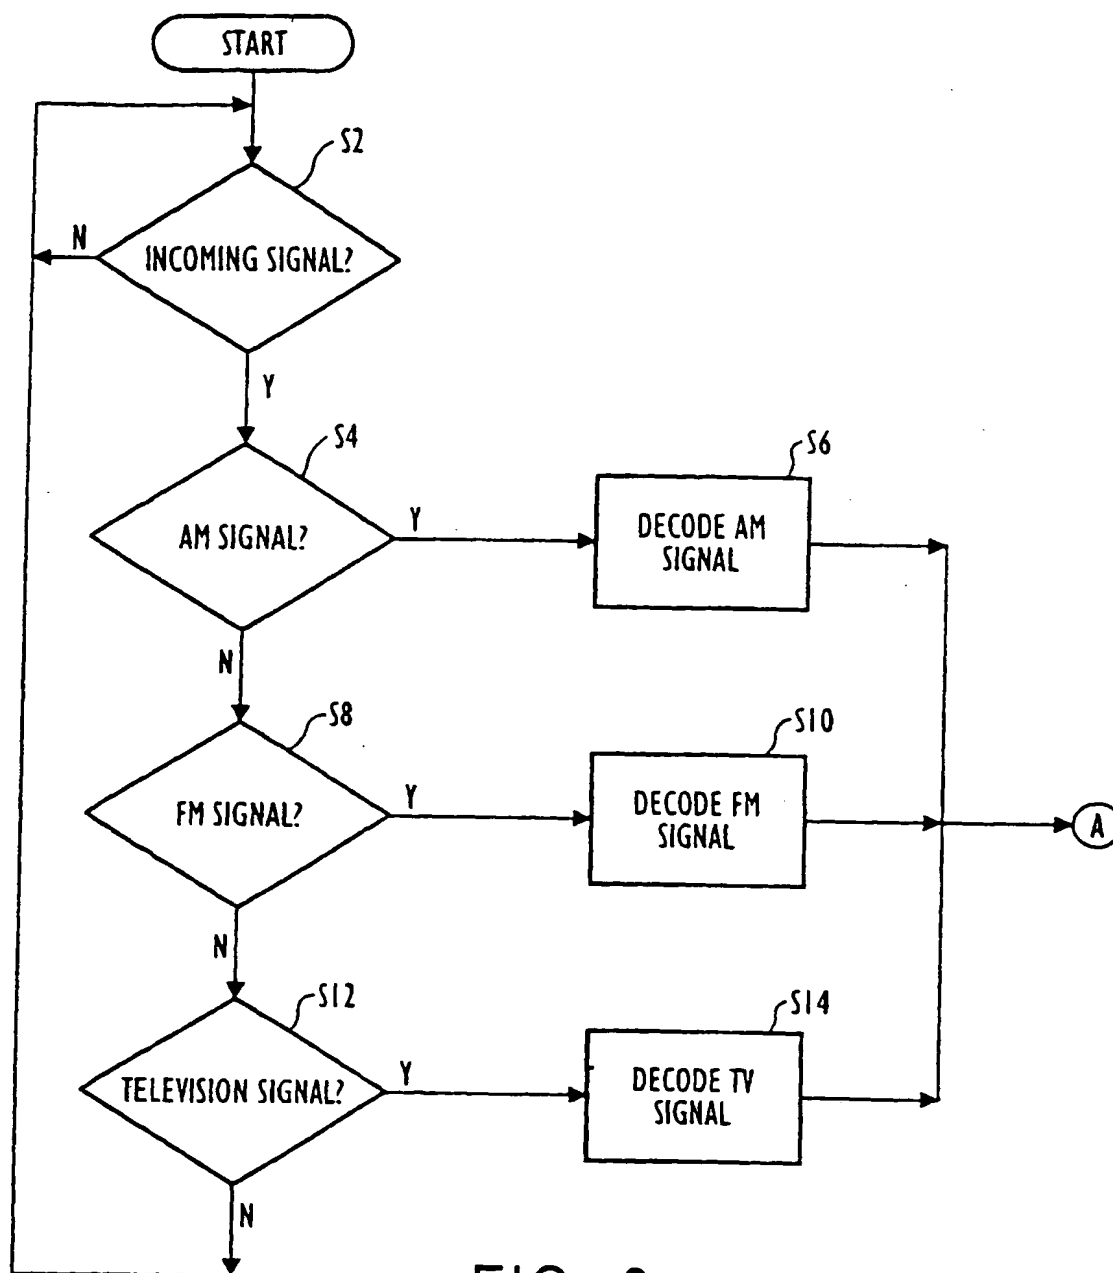 START
S2
INCOMING SIGNAL?
N
Y
S4
AM SIGNAL?
Y
S6
DECODE AM
SIGNAL
N
S8
FM SIGNAL?
Y
S10
DECODE FM
SIGNAL
A
N
S12
TELEVISION SIGNAL?
Y
S14
DECODE TV
SIGNAL
N